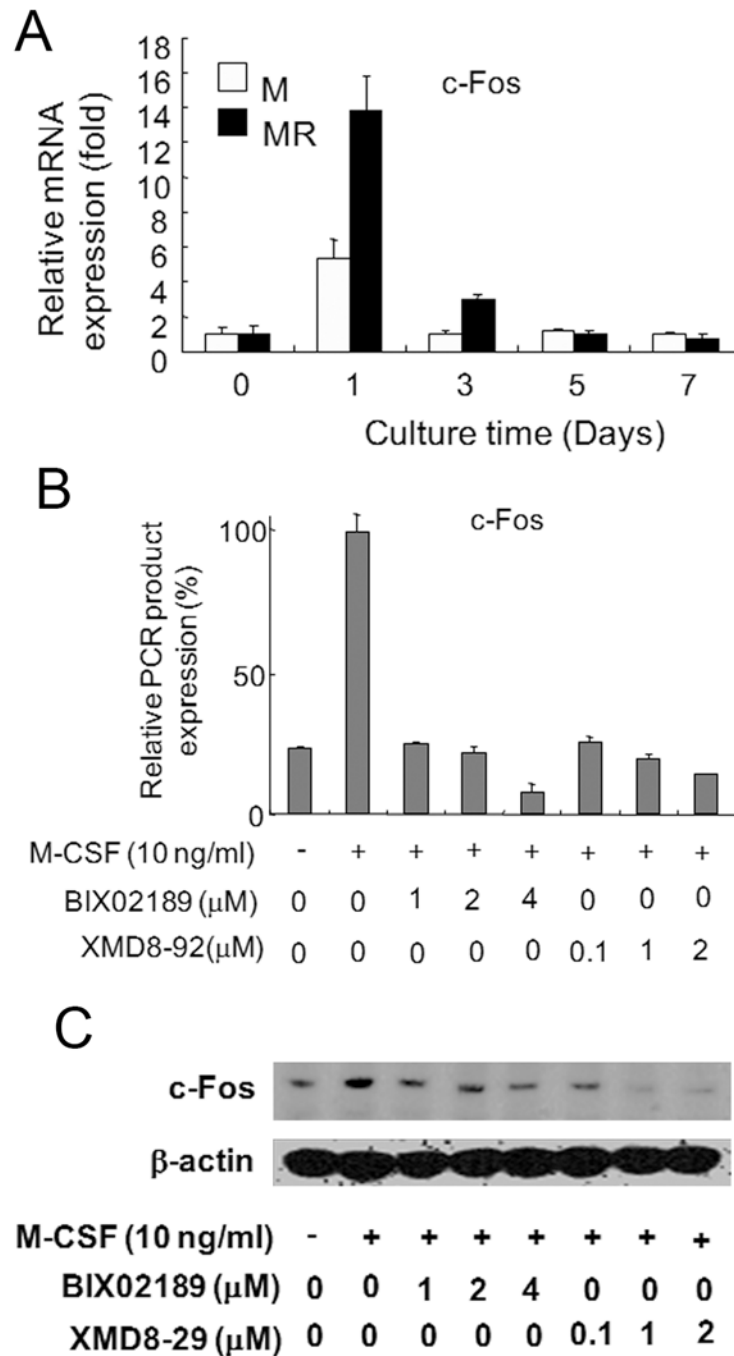 A
Relative mRNA
expression (fold)
18
16
14
12
10
8
6
4
2
0
M
MR
c-Fos
0 1 3 5 7
Culture time (Days)
B
Relative PCR product
expression (%)
100
50
0
c-Fos
M-CSF (10 ng/ml) - + + + + + + +
BIX02189 (μM) 0 0 1 2 4 0 0 0
XMD8-92(μM) 0 0 0 0 0 0.1 1 2
C
c-Fos
β-actin
M-CSF (10 ng/ml) - + + + + + + +
BIX02189 (μM) 0 0 1 2 4 0 0 0
XMD8-29 (μM) 0 0 0 0 0 0.1 1 2